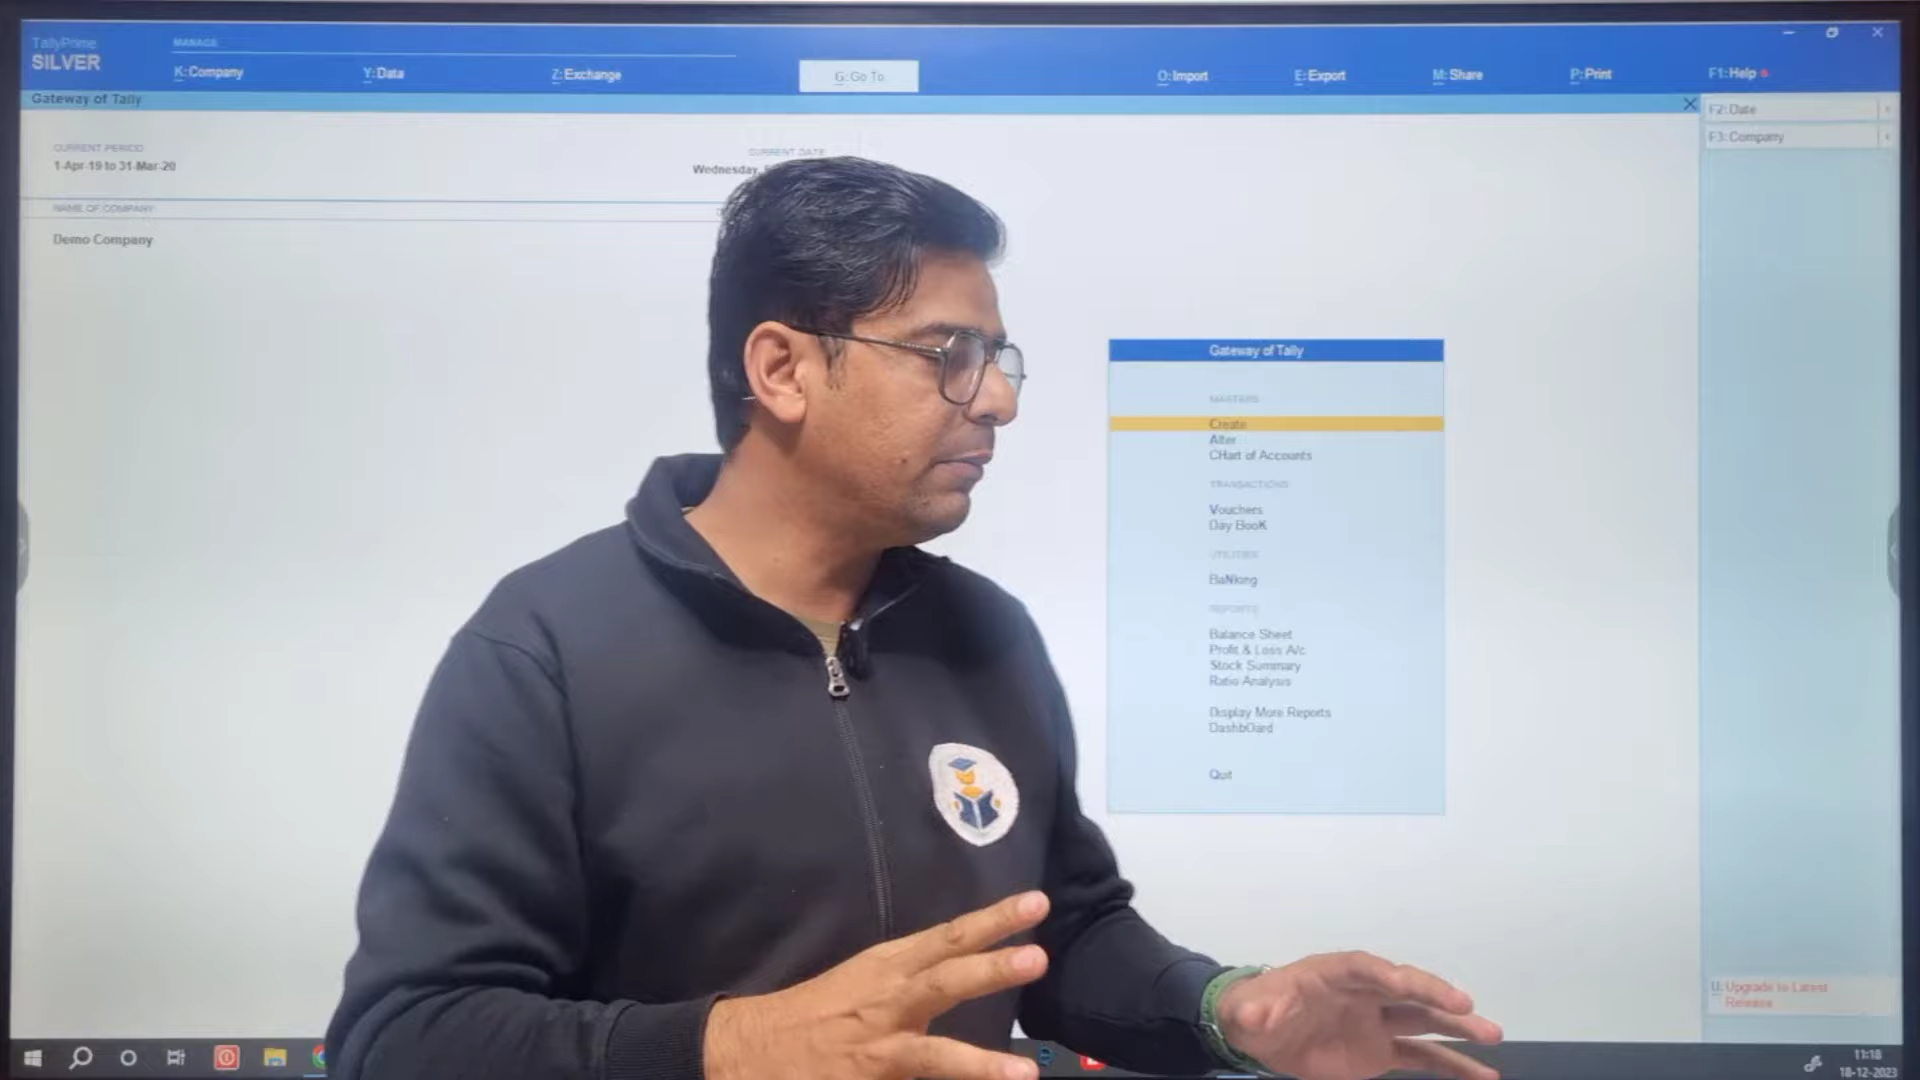 TallyPrime
SILVER
MANAGE
K:Company
Y:Data
Z:Exchange
G:Go To
O:Import
E:Export
M:Share
P:Print
F1:Help
Gateway of Tally
F2:Date
F3:Company
CURRENT PERIOD
1-Apr-19 to 31-Mar-20
CURRENT DATE
Wednesday,
NAME OF COMPANY
Demo Company
Gateway of Tally
MASTERS
Create
Alter
CHart of Accounts
TRANSACTIONS
Vouchers
Day BooK
UTILITIES
BaNking
REPORTS
Balance Sheet
Profit & Loss A/c
Stock Summary
Ratio Analysis
Display More Reports
DashbOard
Quit
U:Upgrade to Latest
Release
11:18
18-12-2023